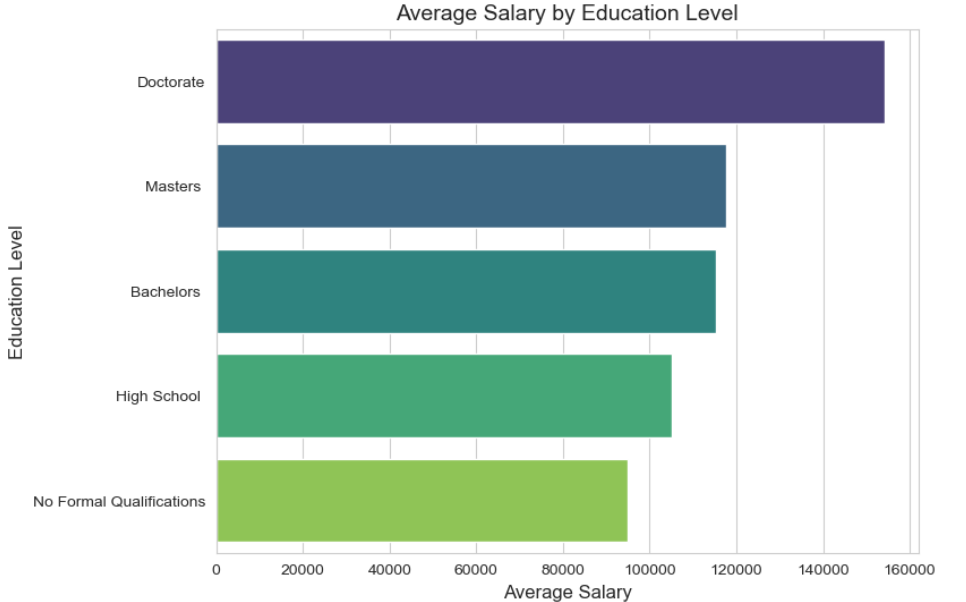 Average Salary by Education Level
Education Level
Doctorate
Masters
Bachelors
High School
No Formal Qualifications
0 20000 40000 60000 80000 100000 120000 140000 160000
Average Salary